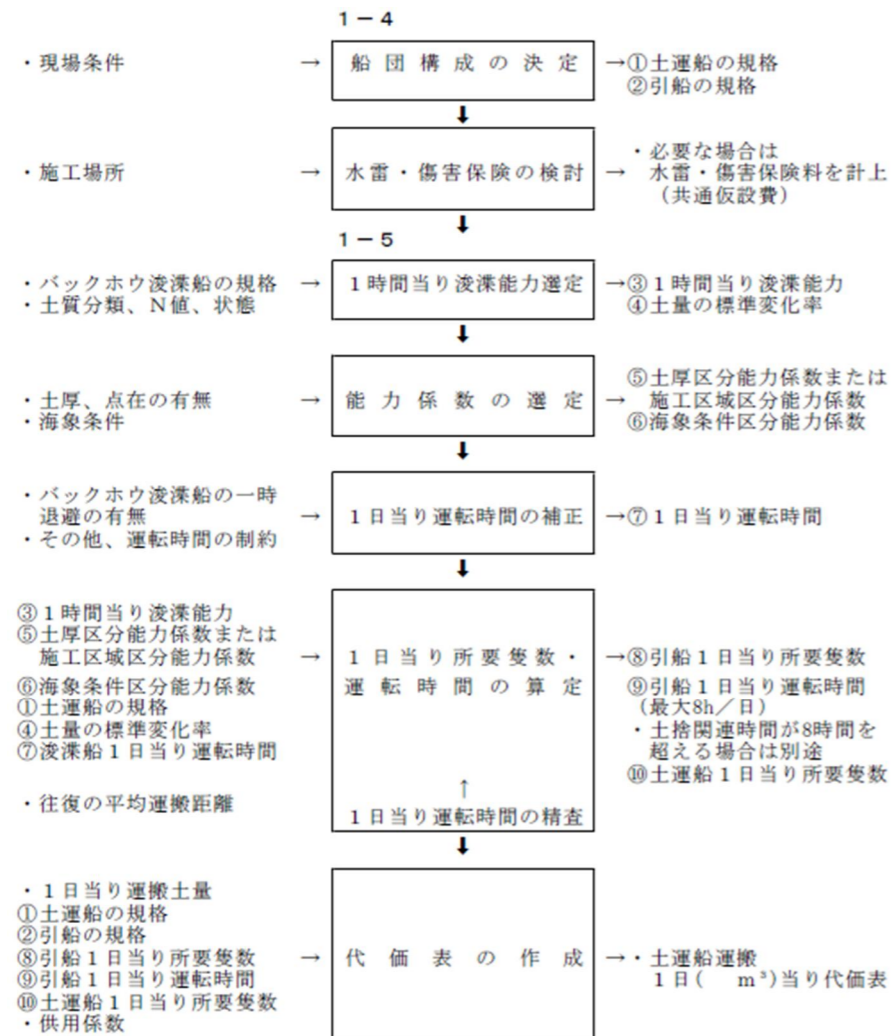 1－4
・現場条件
→
船団構成の決定
→①土運船の規格
②引船の規格
⬇
・施工場所
→
水雷・傷害保険の検討
→
・必要な場合は
水雷・傷害保険料を計上
（共通仮設費）
⬇
1－5
・バックホウ浚渫船の規格
・土質分類、N値、状態
→
1時間当り浚渫能力選定
→③1時間当り浚渫能力
④土量の標準変化率
⬇
・土厚、点在の有無
・海象条件
→
能力係数の選定
→
⑤土厚区分能力係数または
施工区域区分能力係数
⑥海象条件区分能力係数
⬇
・バックホウ浚渫船の一時
退避の有無
・その他、運転時間の制約
→
1日当り運転時間の補正
→⑦1日当り運転時間
⬇
③1時間当り浚渫能力
⑤土厚区分能力係数または
施工区域区分能力係数
⑥海象条件区分能力係数
①土運船の規格
④土量の標準変化率
⑦浚渫船1日当り運転時間
・往復の平均運搬距離
→
1日当り所要隻数・
運転時間の算定
↑
1日当り運転時間の精査
→⑧引船1日当り所要隻数
⑨引船1日当り運転時間
（最大8h／日）
・土捨関連時間が8時間を
超える場合は別途
⑩土運船1日当り所要隻数
⬇
・1日当り運搬土量
①土運船の規格
②引船の規格
⑧引船1日当り所要隻数
⑨引船1日当り運転時間
⑩土運船1日当り所要隻数
・供用係数
→
代価表の作成
→・土運船運搬
1日(　　m³)当り代価表